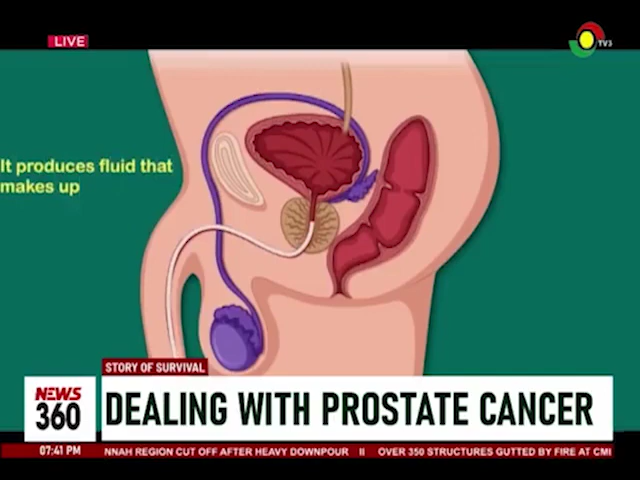 LIVE
TV3
It produces fluid that
makes up
STORY OF SURVIVAL
NEWS
360
DEALING WITH PROSTATE CANCER
07:41 PM
NNAH REGION CUT OFF AFTER HEAVY DOWNPOUR II OVER 350 STRUCTURES GUTTED BY FIRE AT CMI